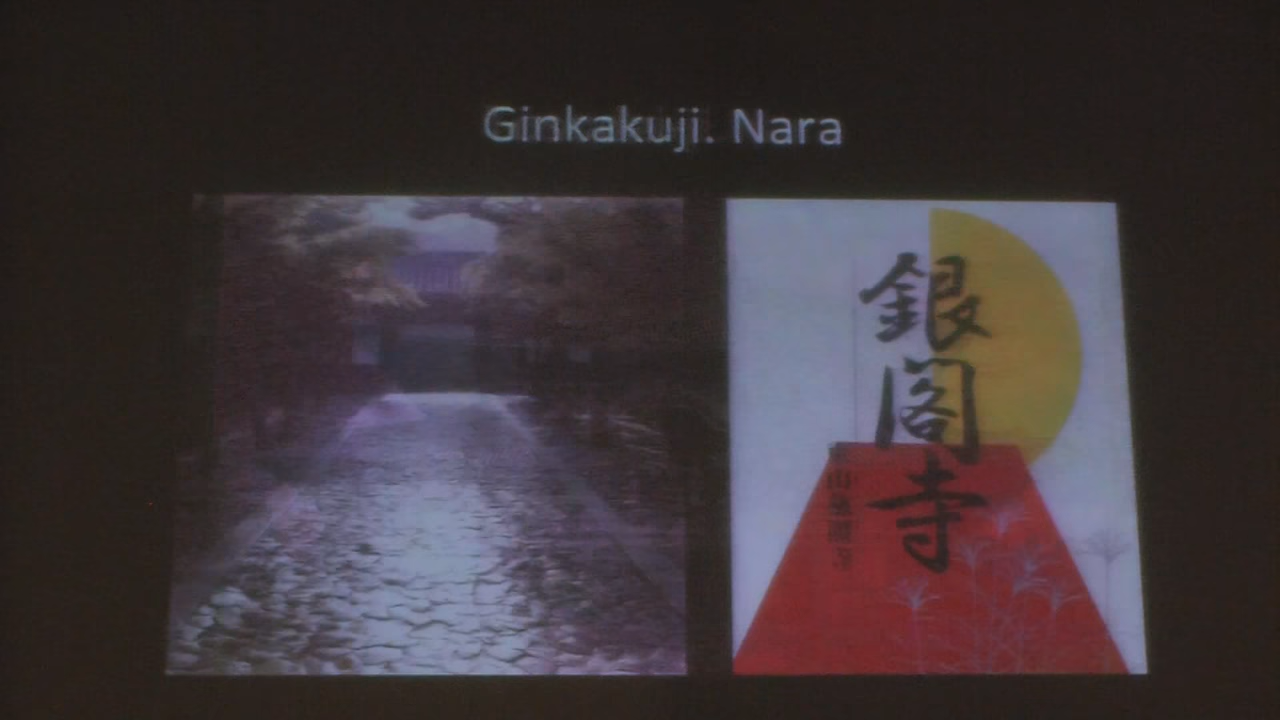 Ginkakuji. Nara
銀閣寺